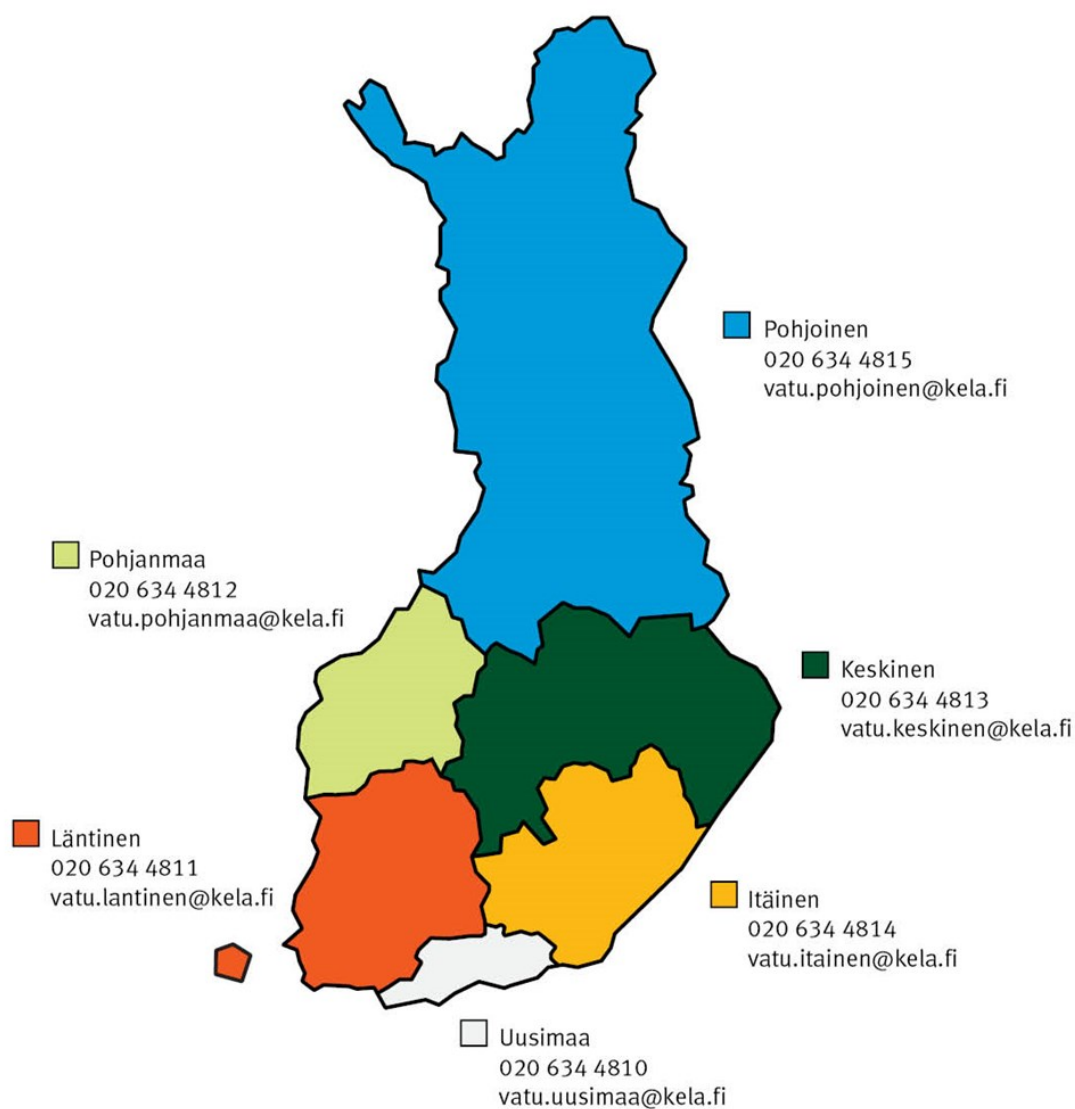 Pohjoinen
020 634 4815
vatu.pohjoinen@kela.fi
Pohjanmaa
020 634 4812
vatu.pohjanmaa@kela.fi
Keskinen
020 634 4813
vatu.keskinen@kela.fi
Läntinen
020 634 4811
vatu.lantinen@kela.fi
Itäinen
020 634 4814
vatu.itainen@kela.fi
Uusimaa
020 634 4810
vatu.uusimaa@kela.fi